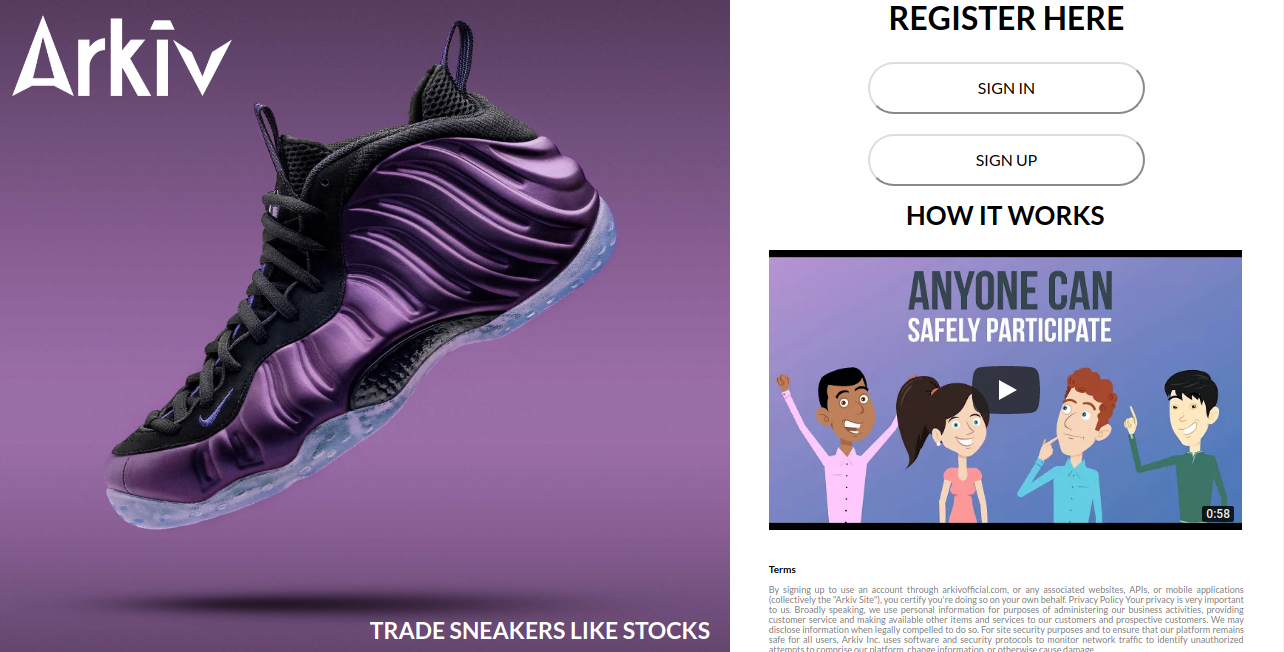 Arkiv
TRADE SNEAKERS LIKE STOCKS
REGISTER HERE
SIGN IN
SIGN UP
HOW IT WORKS
ANYONE CAN
SAFELY PARTICIPATE
0:58
Terms
By signing up to use an account through arkivofficial.com, or any associated websites, APIs, or mobile applications
(collectively the "Arkiv Site"), you certify you're doing so on your own behalf. Privacy Policy Your privacy is very important
to us. Broadly speaking, we use personal information for purposes of administering our business activities, providing
customer service and making available other items and services to our customers and prospective customers. We may
disclose information when legally compelled to do so. For site security purposes and to ensure that our platform remains
safe for all users, Arkiv Inc. uses software and security protocols to monitor network traffic to identify unauthorized
attempts to comprise our platform, change information, or otherwise cause damage.